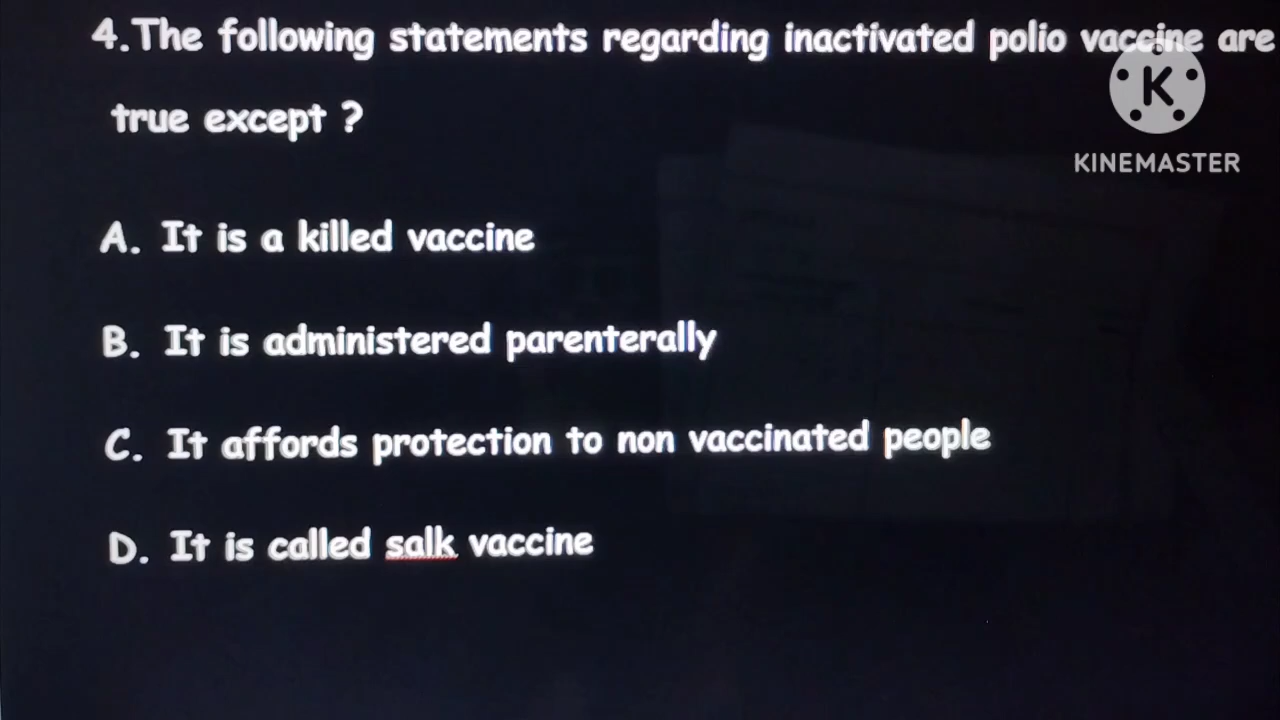 4.The following statements regarding inactivated polio vaccine are
true except ?
K
KINEMASTER
A. It is a killed vaccine
B. It is administered parenterally
C. It affords protection to non vaccinated people
D. It is called salk vaccine